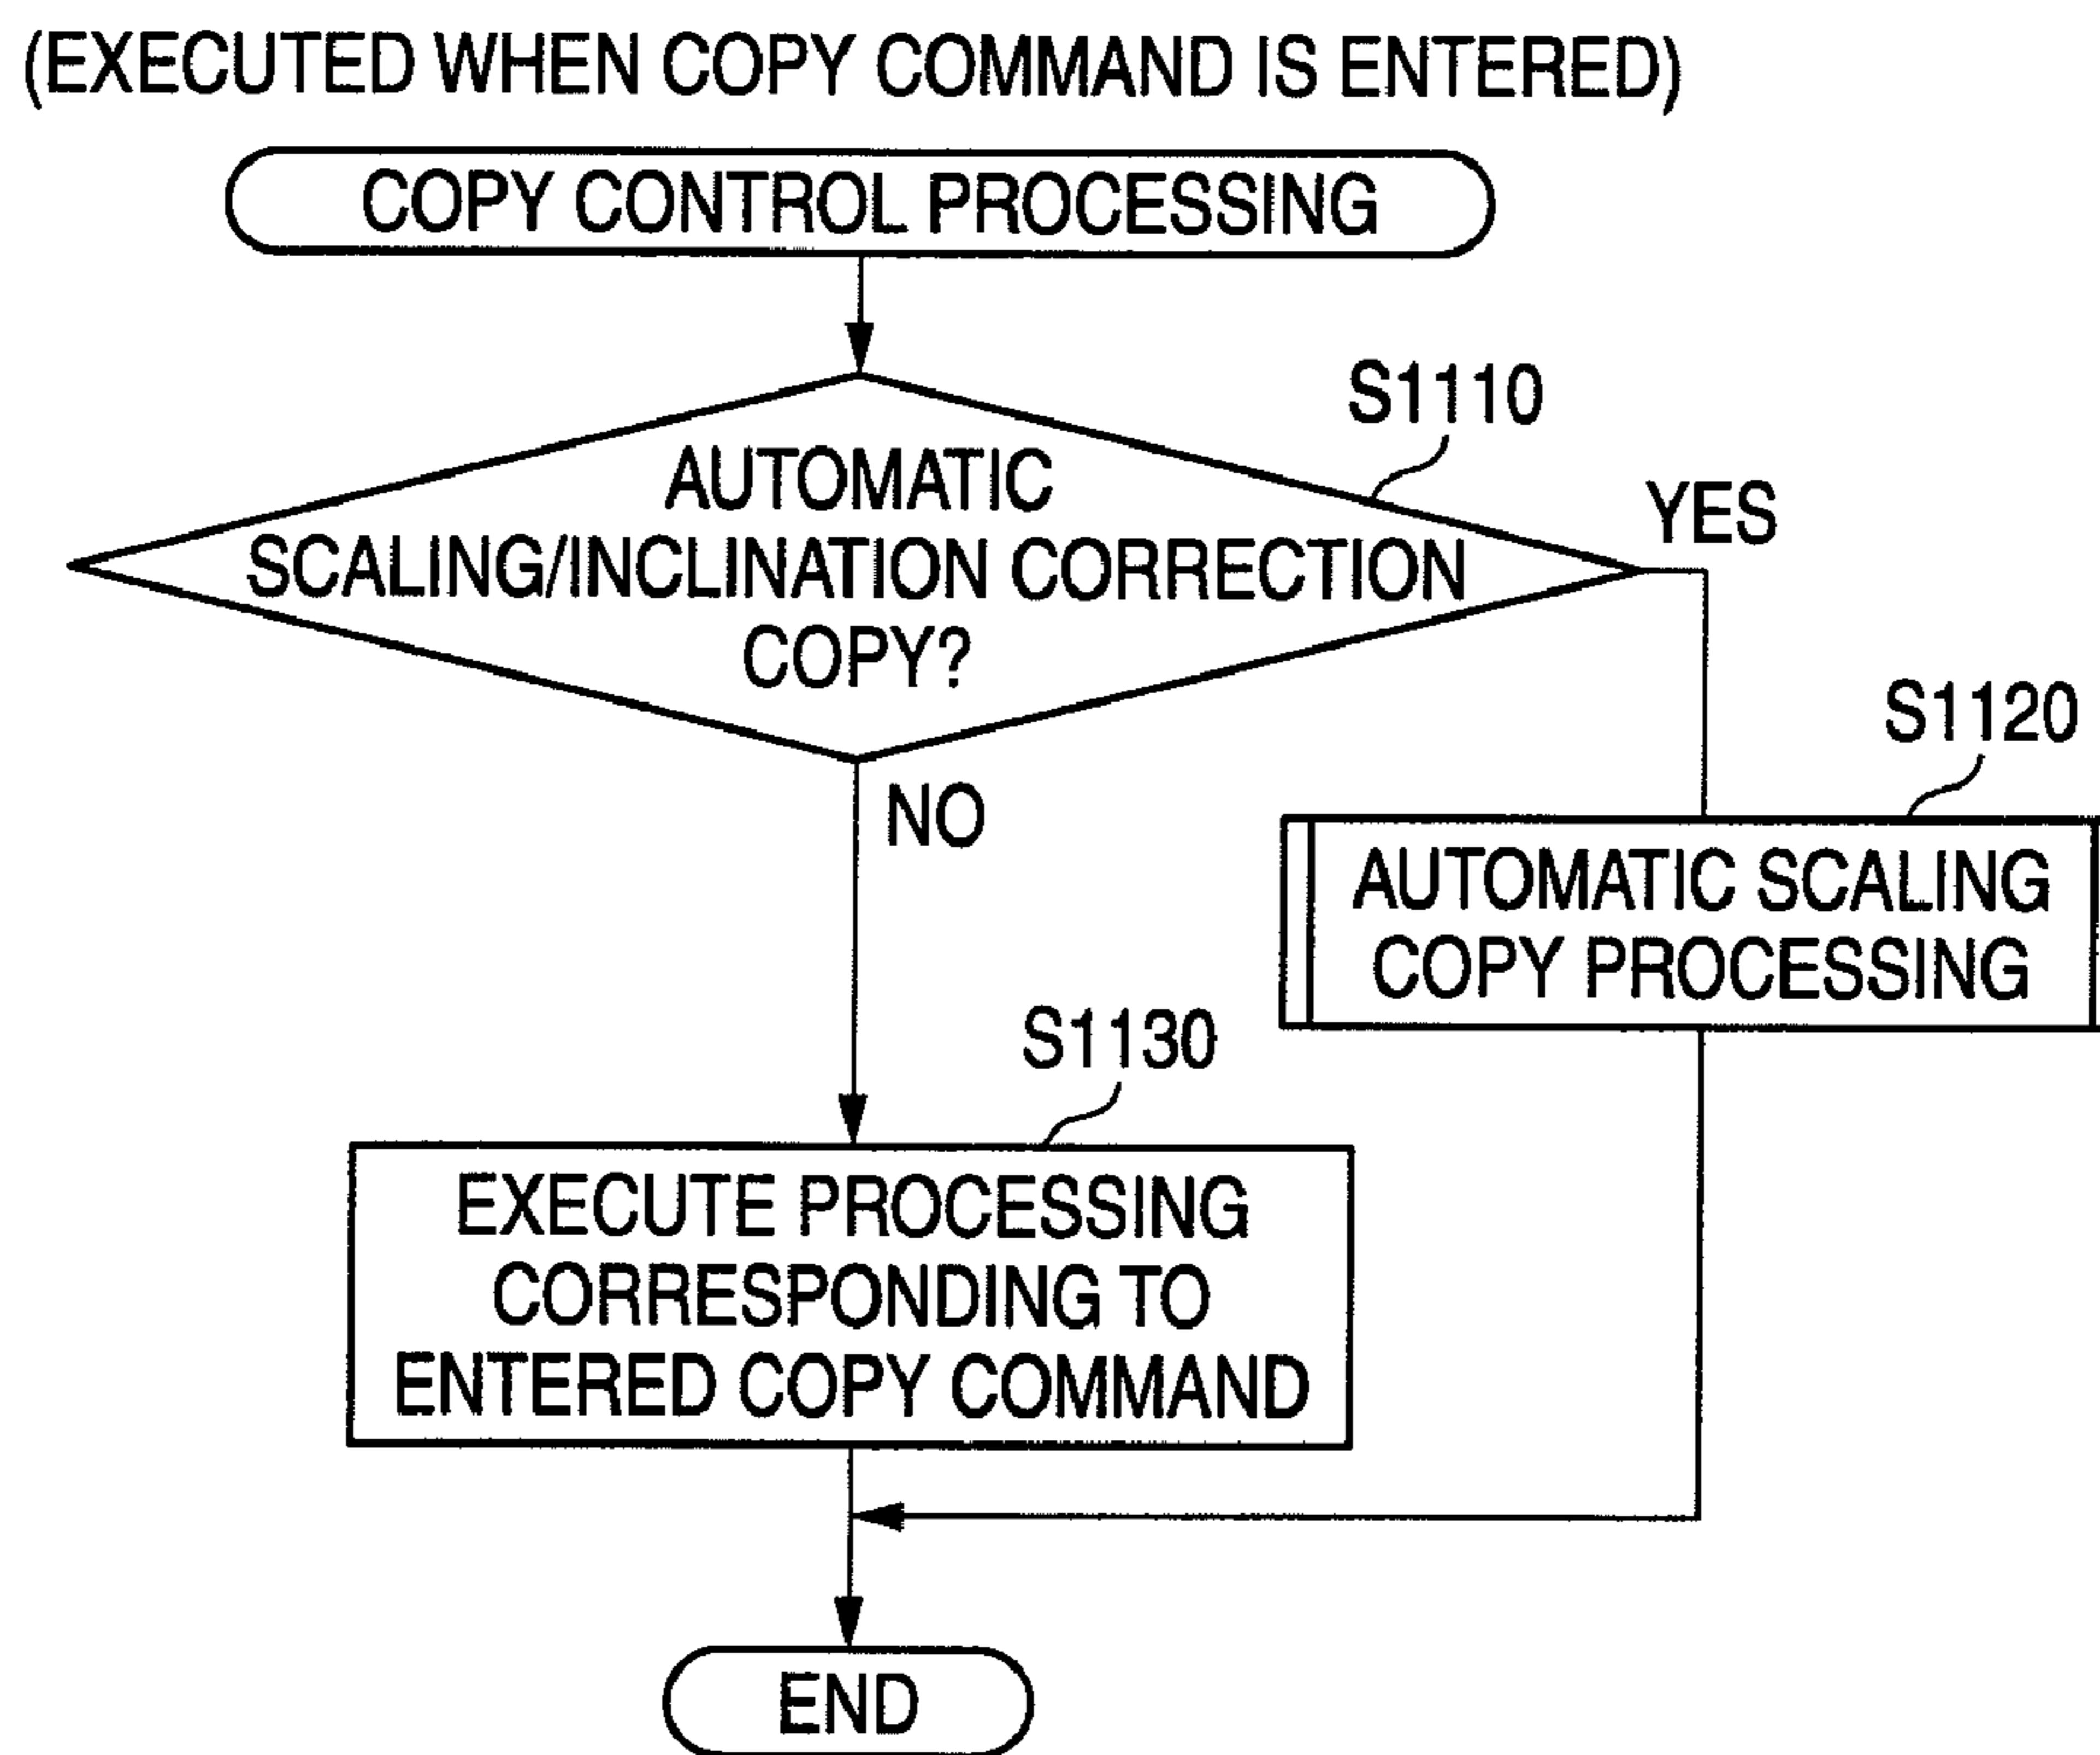 (EXECUTED WHEN COPY COMMAND IS ENTERED)
COPY CONTROL PROCESSING
S1110
AUTOMATIC
SCALING/INCLINATION CORRECTION
COPY?
YES
NO
S1120
AUTOMATIC SCALING
COPY PROCESSING
S1130
EXECUTE PROCESSING
CORRESPONDING TO
ENTERED COPY COMMAND
END